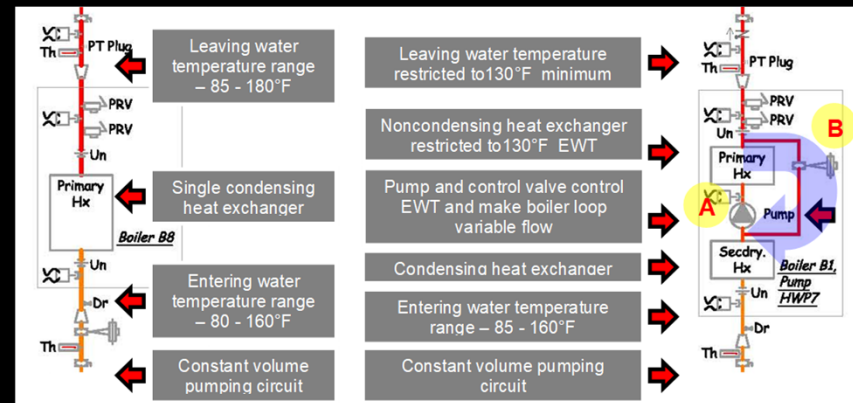 PT Plug
Th
Leaving water
temperature range
– 85 - 180°F
PRV
PRV
Un
Primary
Hx
Single condensing
heat exchanger
Boiler B8
Un
Entering water
temperature range
– 80 - 160°F
Dr
Th
Constant volume
pumping circuit
Leaving water temperature
restricted to130°F minimum
PT Plug
Th
Noncondensing heat exchanger
restricted to130°F EWT
PRV
PRV
Un
B
Primary
Hx
Pump and control valve control
EWT and make boiler loop
variable flow
A
Pump
Condensing heat exchanger
Secdry.
Hx
Boiler B1,
Pump
HWP7
Un
Entering water temperature
range – 85 - 160°F
Dr
Th
Constant volume pumping
circuit